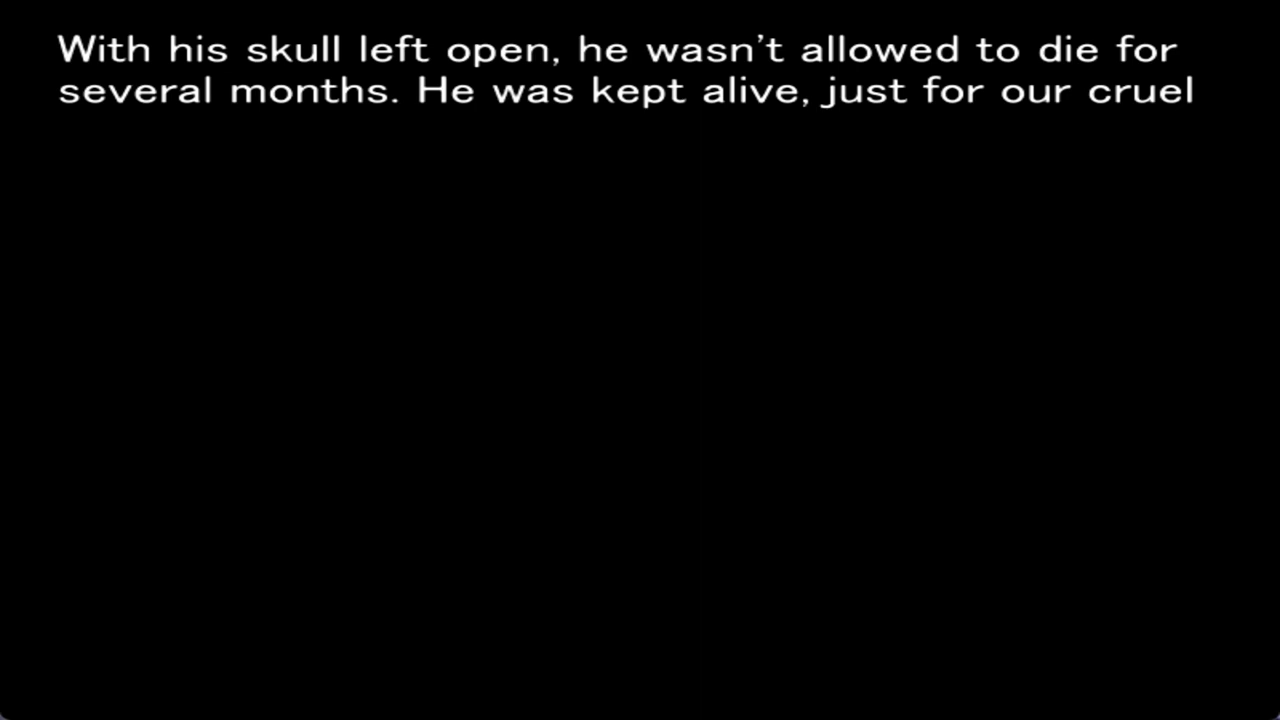 With his skull left open, he wasn't allowed to die for
several months. He was kept alive, just for our cruel